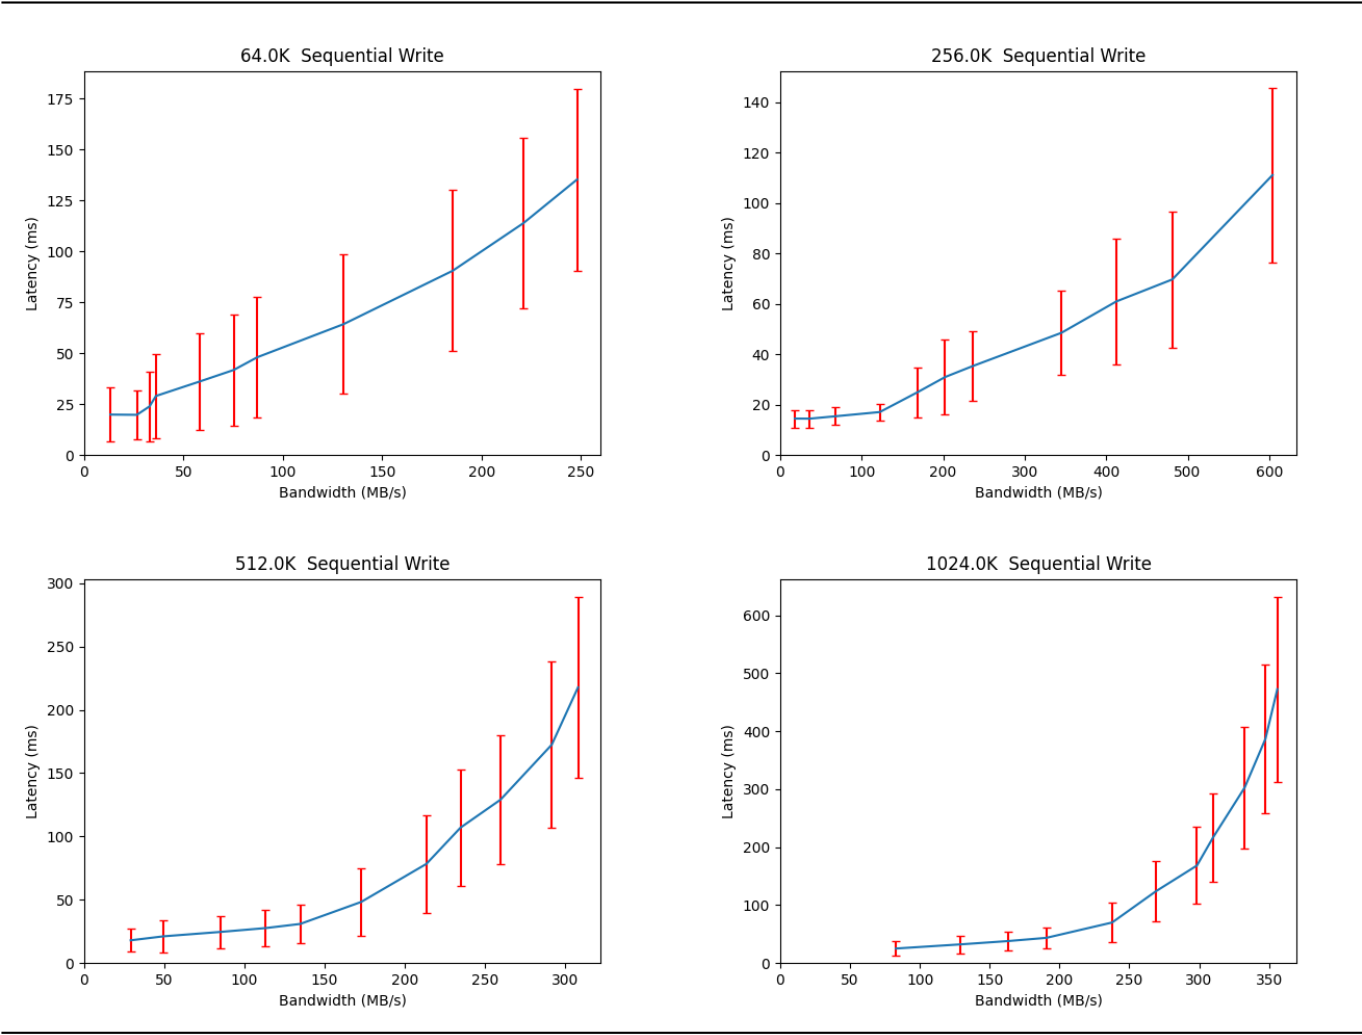 64.0K  Sequential Write
175
150
125
100
75
50
25
0
Latency (ms)
0 50 100 150 200 250
Bandwidth (MB/s)
256.0K  Sequential Write
140
120
100
80
60
40
20
0
Latency (ms)
0 100 200 300 400 500 600
Bandwidth (MB/s)
512.0K  Sequential Write
300
250
200
150
100
50
0
Latency (ms)
0 50 100 150 200 250 300
Bandwidth (MB/s)
1024.0K  Sequential Write
600
500
400
300
200
100
0
Latency (ms)
0 50 100 150 200 250 300 350
Bandwidth (MB/s)